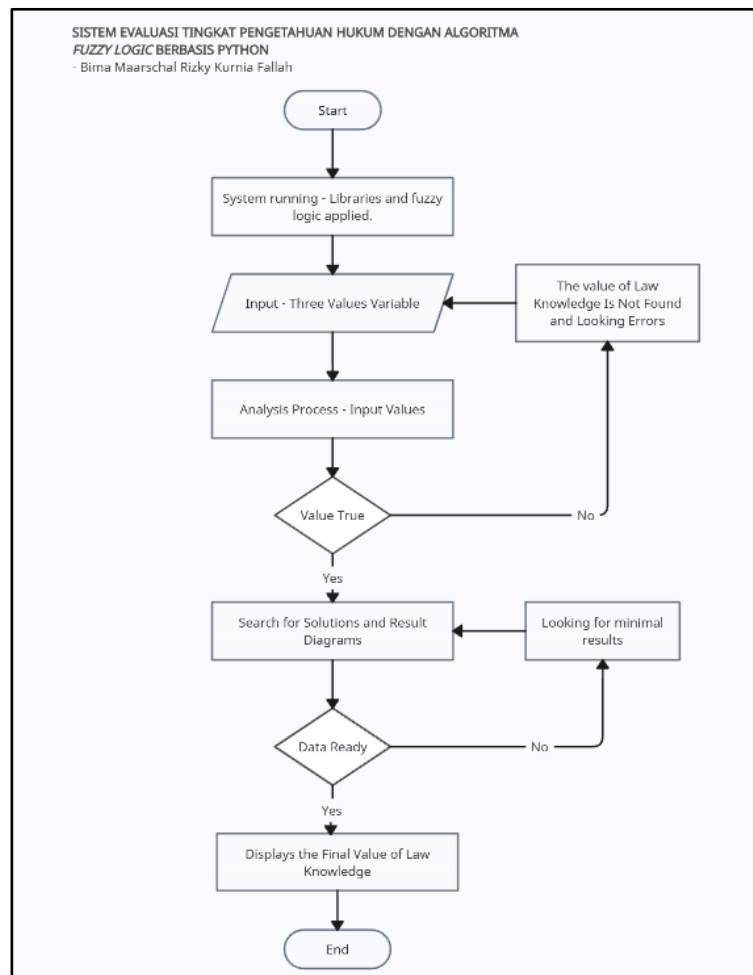 SISTEM EVALUASI TINGKAT PENGETAHUAN HUKUM DENGAN ALGORITMA
FUZZY LOGIC BERBASIS PYTHON
- Bima Maarschal Rizky Kurnia Fallah
Start
System running - Libraries and fuzzy
logic applied.
Input - Three Values Variable
The value of Law
Knowledge Is Not Found
and Looking Errors
Analysis Process - Input Values
Value True
No
Yes
Search for Solutions and Result
Diagrams
Looking for minimal
results
Data Ready
No
Yes
Displays the Final Value of Law
Knowledge
End